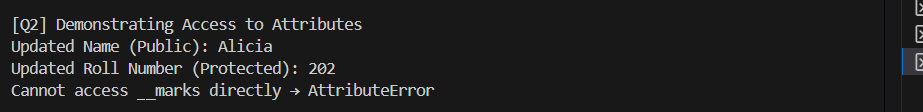 [Q2] Demonstrating Access to Attributes
Updated Name (Public): Alicia
Updated Roll Number (Protected): 202
Cannot access __marks directly → AttributeError